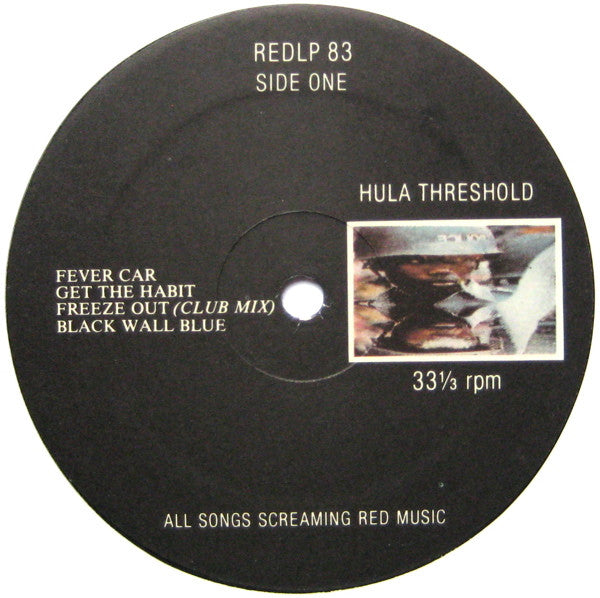 REDLP 83
SIDE ONE
HULA THRESHOLD
FEVER CAR
GET THE HABIT
FREEZE OUT (CLUB MIX)
BLACK WALL BLUE
33⅓ rpm
ALL SONGS SCREAMING RED MUSIC